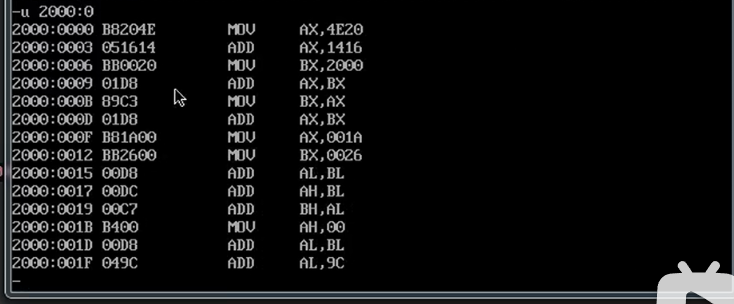 -u 2000:0
2000:0000 B8204E MOV AX,4E20
2000:0003 051614 ADD AX,1416
2000:0006 BB0020 MOV BX,2000
2000:0009 01D8 ADD AX,BX
2000:000B 89C3 MOV BX,AX
2000:000D 01D8 ADD AX,BX
2000:000F B81A00 MOV AX,001A
2000:0012 BB2600 MOV BX,0026
2000:0015 00D8 ADD AL,BL
2000:0017 00DC ADD AH,BL
2000:0019 00C7 ADD BH,AL
2000:001B B400 MOV AH,00
2000:001D 00D8 ADD AL,BL
2000:001F 049C ADD AL,9C
-